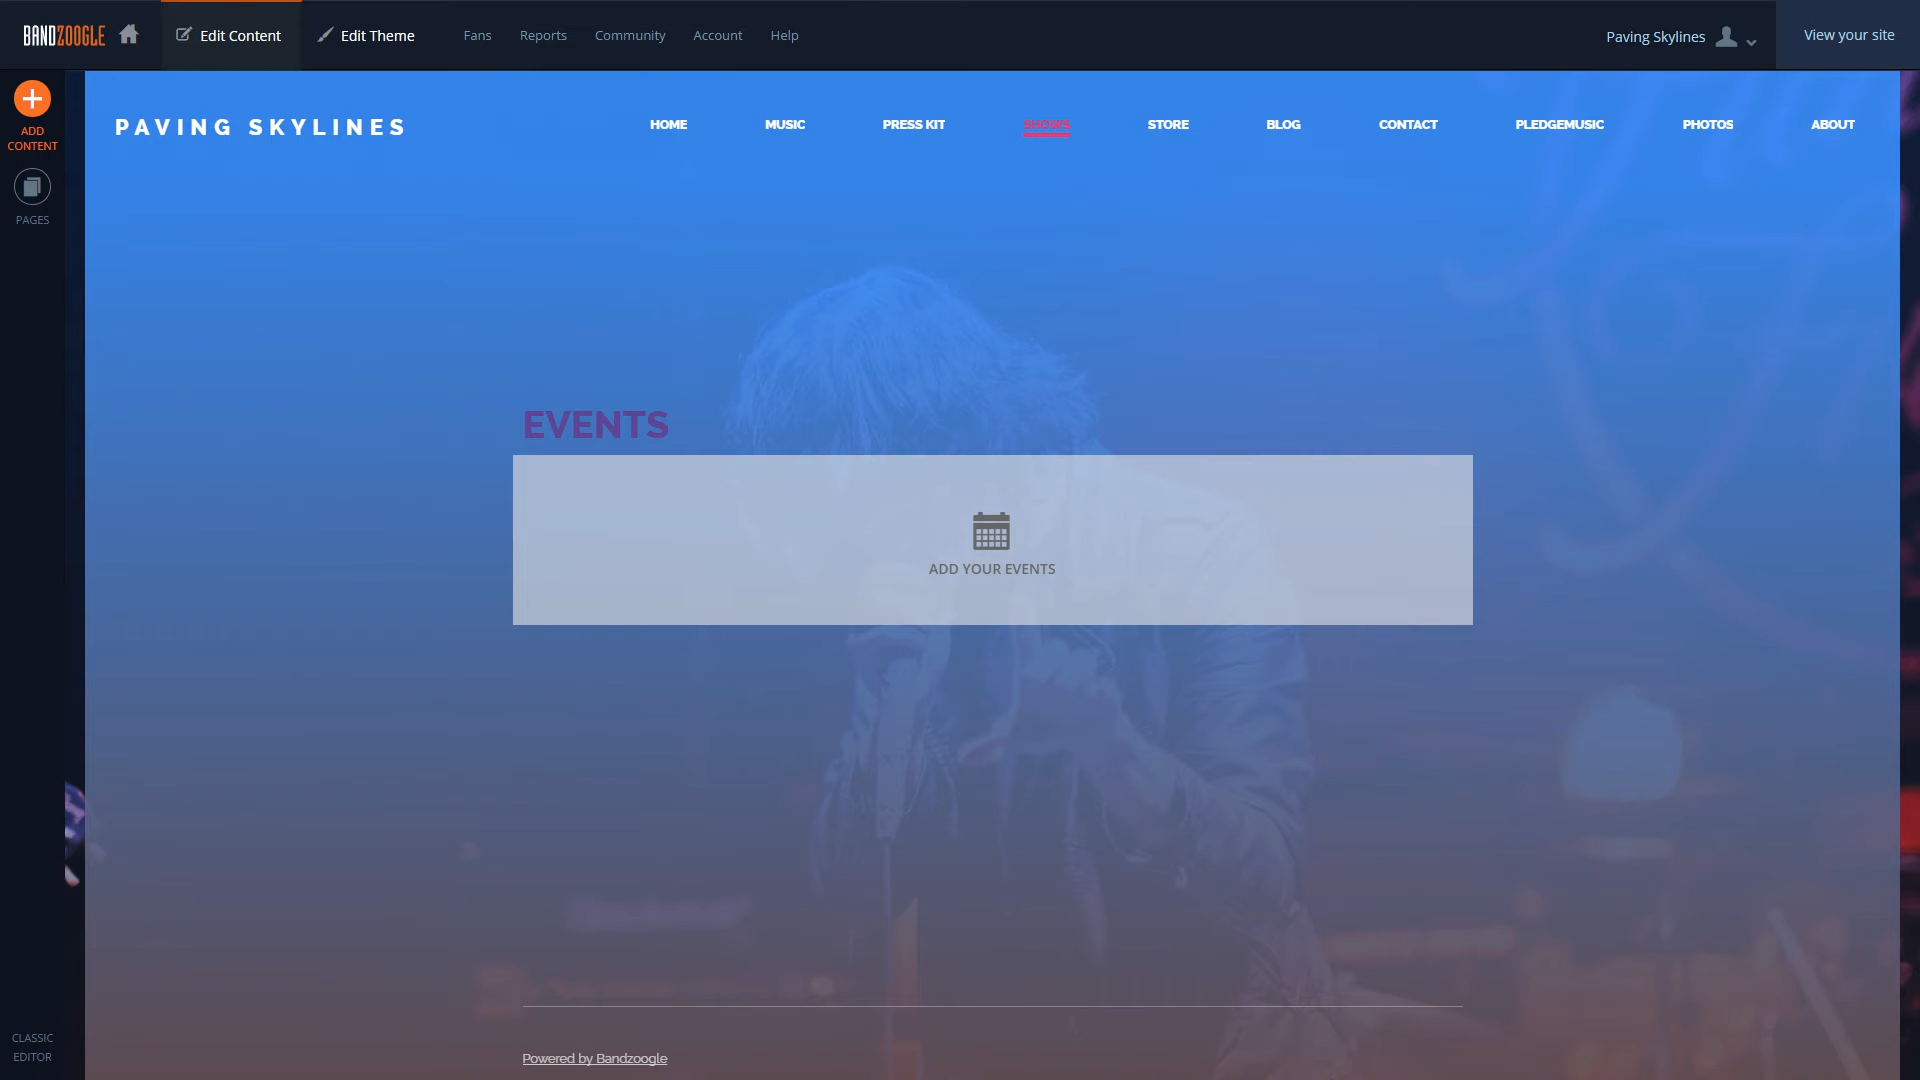 BANDZOOGLE
Edit Content
Edit Theme
Fans
Reports
Community
Account
Help
Paving Skylines
View your site
ADD
CONTENT
PAGES
PAVING SKYLINES
HOME
MUSIC
PRESS KIT
SHOWS
STORE
BLOG
CONTACT
PLEDGEMUSIC
PHOTOS
ABOUT
EVENTS
ADD YOUR EVENTS
CLASSIC
EDITOR
Powered by Bandzoogle